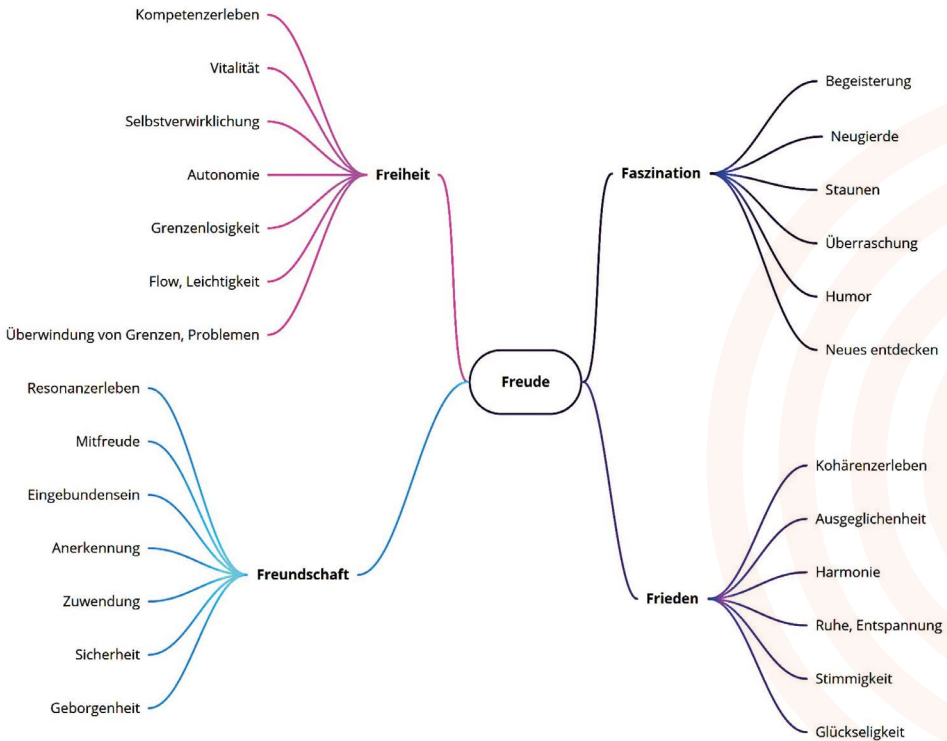 Freude
Freiheit
Kompetenzerleben
Vitalität
Selbstverwirklichung
Autonomie
Grenzenlosigkeit
Flow, Leichtigkeit
Überwindung von Grenzen, Problemen
Freundschaft
Resonanzerleben
Mitfreude
Eingebundensein
Anerkennung
Zuwendung
Sicherheit
Geborgenheit
Faszination
Begeisterung
Neugierde
Staunen
Überraschung
Humor
Neues entdecken
Frieden
Kohärenzerleben
Ausgeglichenheit
Harmonie
Ruhe, Entspannung
Stimmigkeit
Glückseligkeit